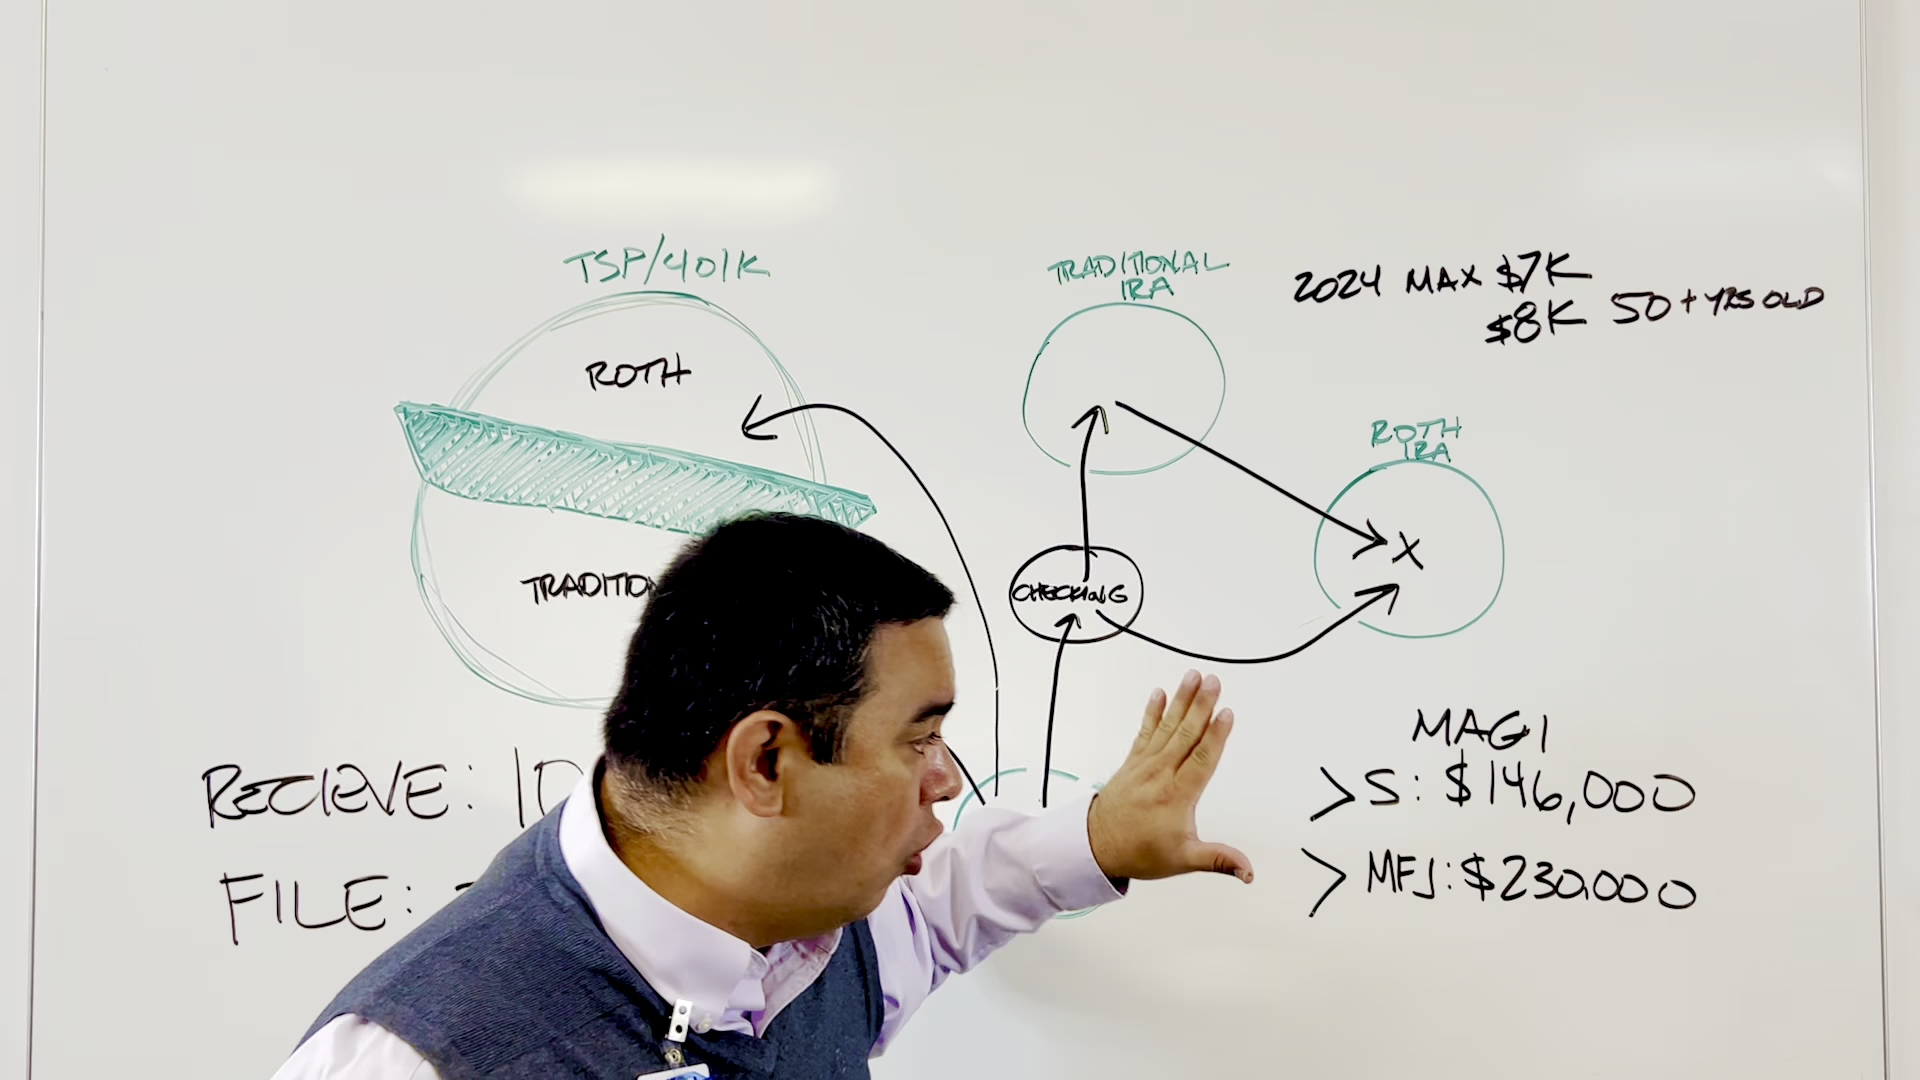 TSP/401K
ROTH
TRADITIONAL
IRA
2024 MAX $7K
$8K 50+ YRS OLD
ROTH
IRA
X
CHECKING
MAGI
> S: $146,000
> MFJ: $230,000
RECIEVE: 10
FILE: